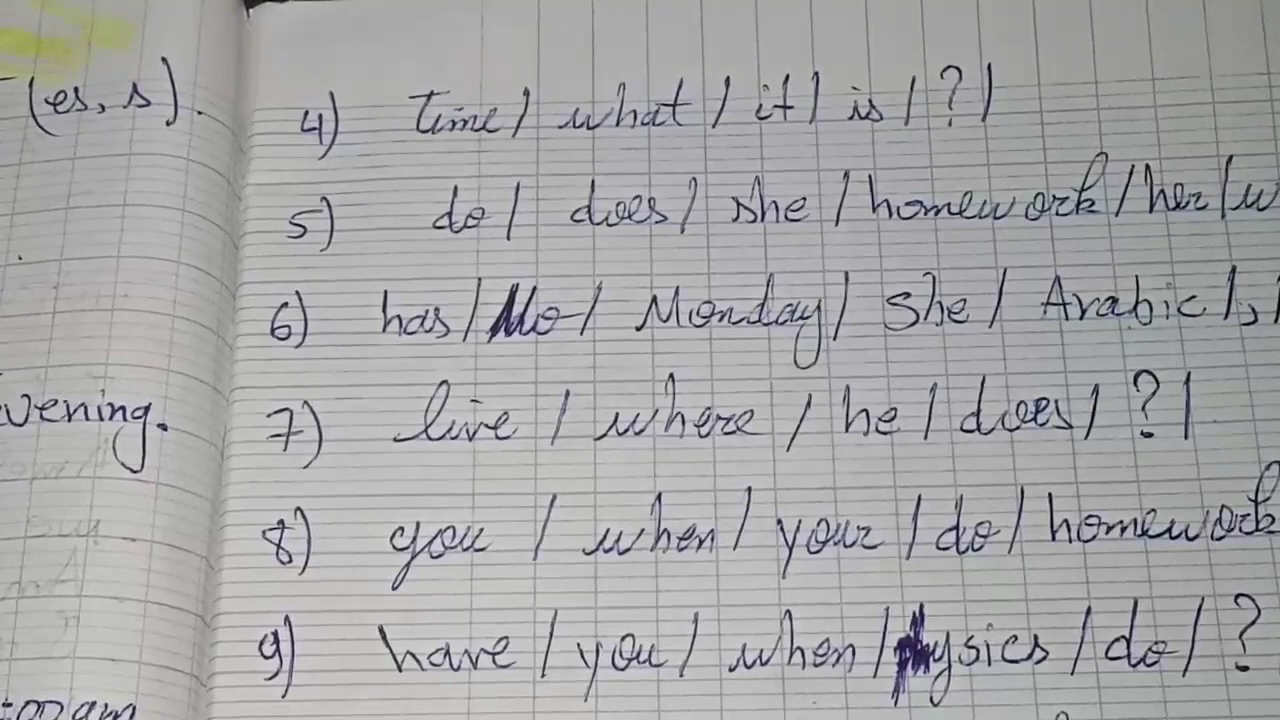 (es, s).
4) time / what / it / is / ? /
5) do / does / she / homework / her / w
6) has / / Monday / she / Arabic / , /
vening.
7) live / where / he / does / ? /
8) you / when / your / do / homework
9) have / you / when / physics / do / ?
am